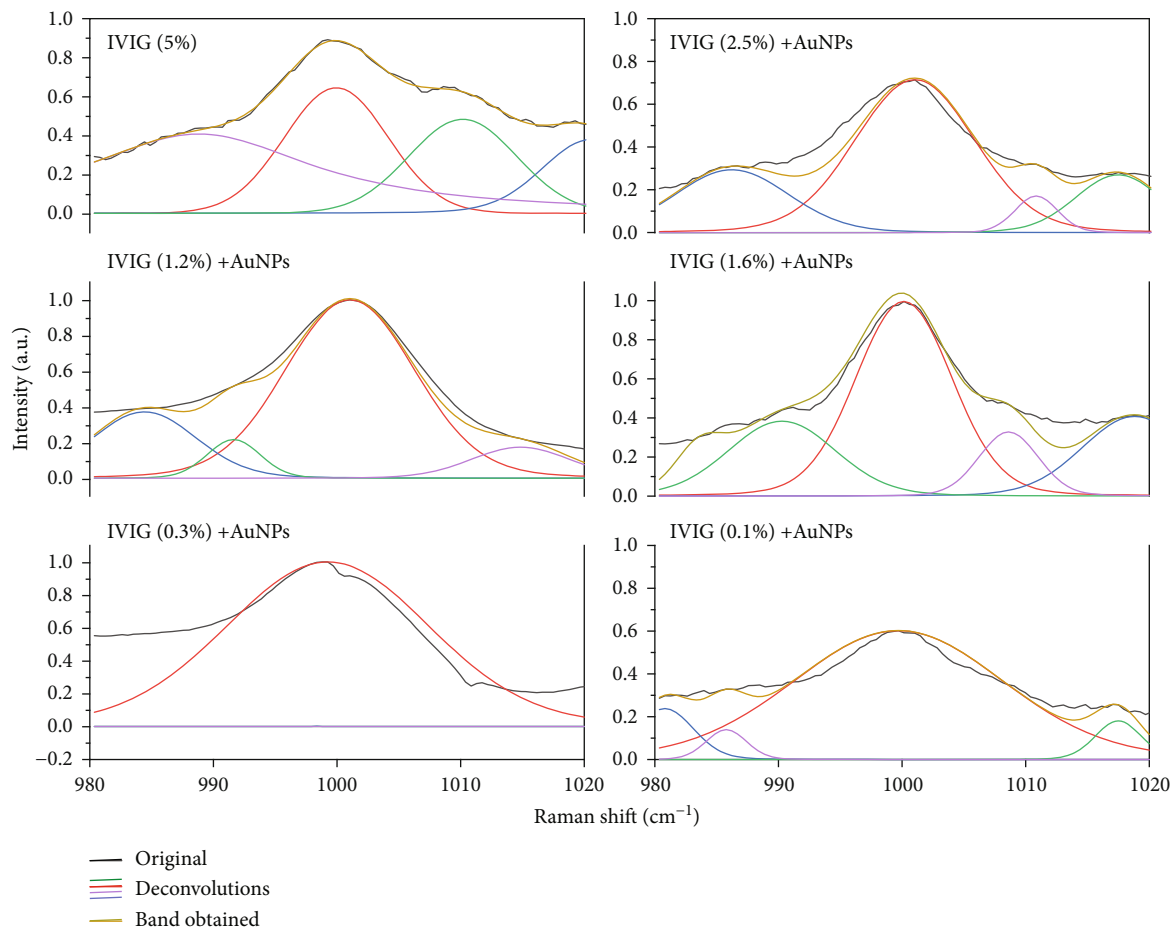 IVIG (5%)
1.0
0.8
0.6
0.4
0.2
0.0
IVIG (2.5%) +AuNPs
1.0
0.8
0.6
0.4
0.2
0.0
IVIG (1.2%) +AuNPs
1.0
0.8
0.6
0.4
0.2
0.0
IVIG (1.6%) +AuNPs
1.0
0.8
0.6
0.4
0.2
0.0
Intensity (a.u.)
IVIG (0.3%) +AuNPs
1.0
0.8
0.6
0.4
0.2
0.0
−0.2
980 990 1000 1010 1020
IVIG (0.1%) +AuNPs
1.0
0.8
0.6
0.4
0.2
0.0
980 990 1000 1010 1020
Raman shift (cm⁻¹)
Original
Deconvolutions
Band obtained